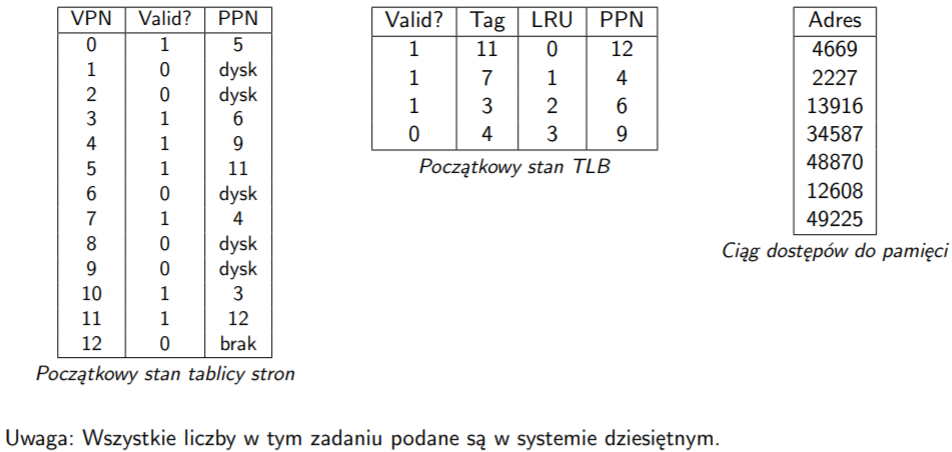 VPN Valid? PPN
0 1 5
1 0 dysk
2 0 dysk
3 1 6
4 1 9
5 1 11
6 0 dysk
7 1 4
8 0 dysk
9 0 dysk
10 1 3
11 1 12
12 0 brak
Początkowy stan tablicy stron
Valid? Tag LRU PPN
1 11 0 12
1 7 1 4
1 3 2 6
0 4 3 9
Początkowy stan TLB
Adres
4669
2227
13916
34587
48870
12608
49225
Ciąg dostępów do pamięci
Uwaga: Wszystkie liczby w tym zadaniu podane są w systemie dziesiętnym.